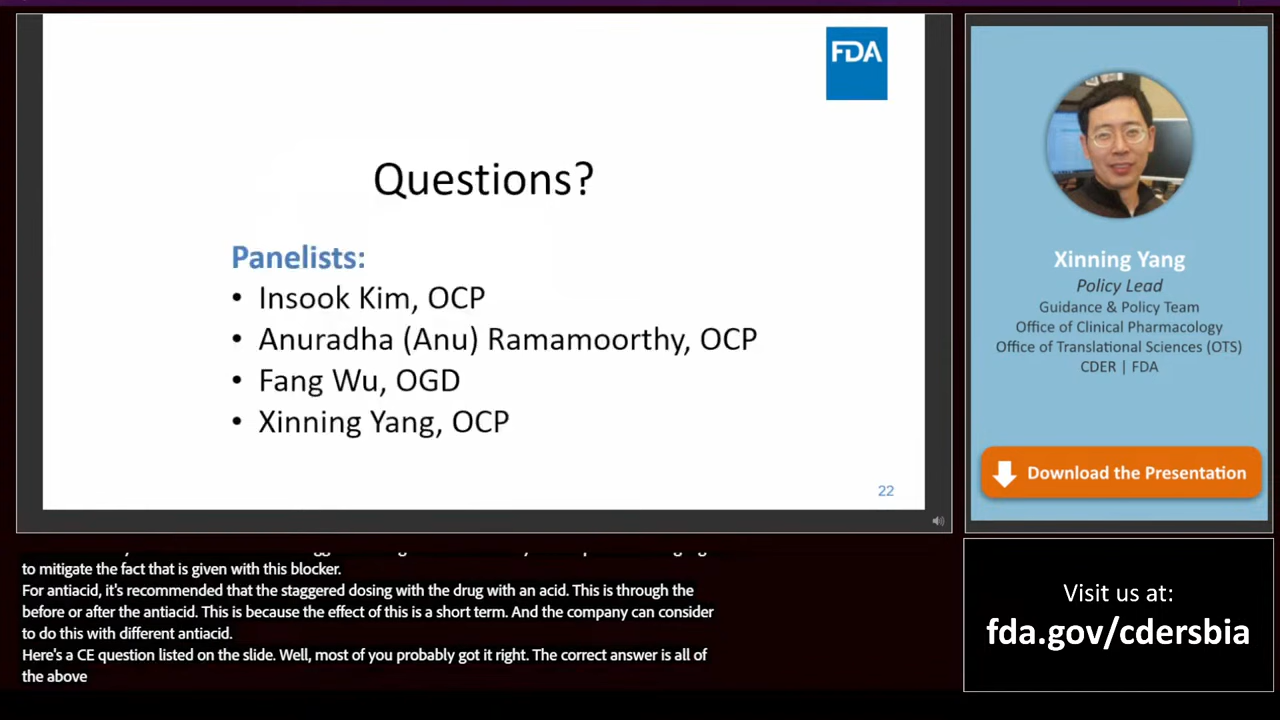 FDA
Questions?
Panelists:
• Insook Kim, OCP
• Anuradha (Anu) Ramamoorthy, OCP
• Fang Wu, OGD
• Xinning Yang, OCP
22
Xinning Yang
Policy Lead
Guidance & Policy Team
Office of Clinical Pharmacology
Office of Translational Sciences (OTS)
CDER | FDA
Download the Presentation
to mitigate the fact that is given with this blocker.
For antiacid, it's recommended that the staggered dosing with the drug with an acid. This is through the
before or after the antiacid. This is because the effect of this is a short term. And the company can consider
to do this with different antiacid.
Here's a CE question listed on the slide. Well, most of you probably got it right. The correct answer is all of
the above
Visit us at:
fda.gov/cdersbia